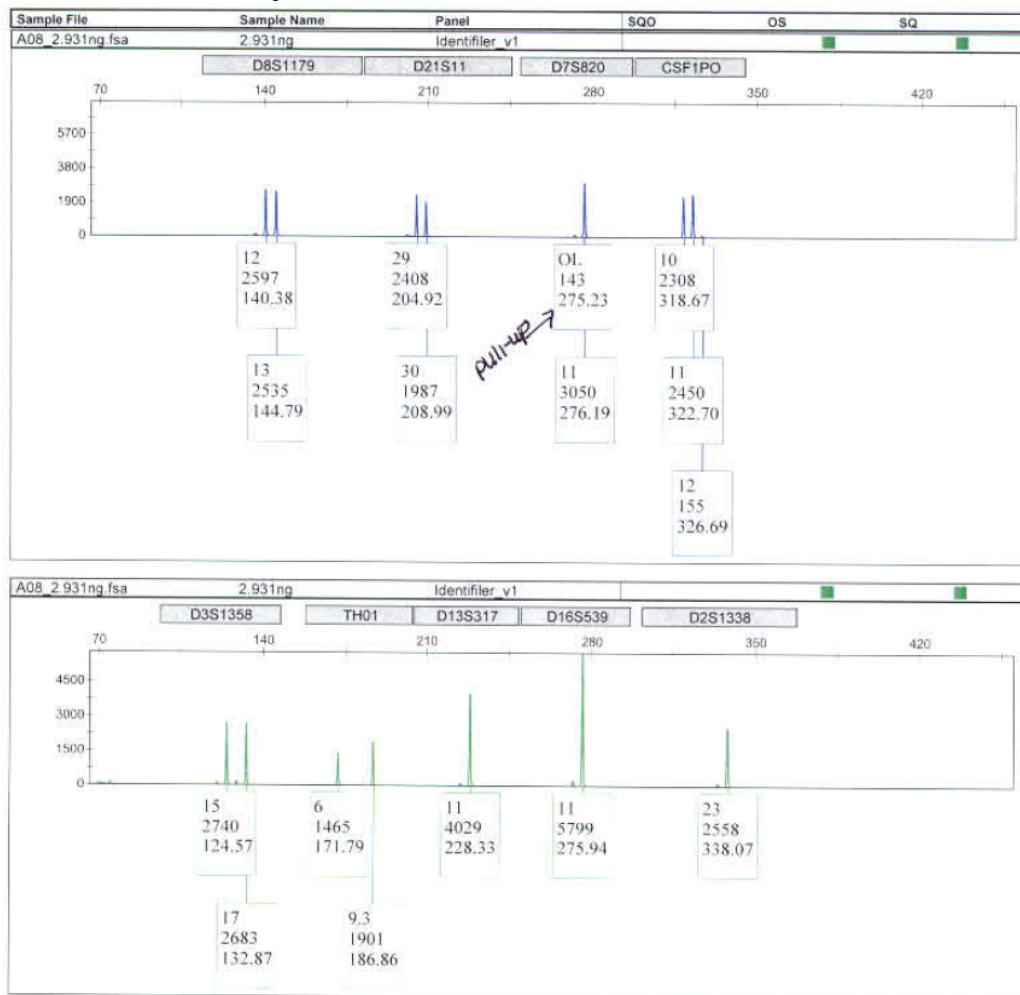 Sample File Sample Name Panel SQO OS SQ
A08_2.931ng.fsa 2.931ng Identifiler_v1
D8S1179 D21S11 D7S820 CSF1PO
70 140 210 280 350 420
5700
3800
1900
0
12 29 OL 10
2597 2408 143 2308
140.38 204.92 275.23 318.67
pull-up
13 30 11 11
2535 1987 3050 2450
144.79 208.99 276.19 322.70
12
155
326.69
A08_2.931ng.fsa 2.931ng Identifiler_v1
D3S1358 TH01 D13S317 D16S539 D2S1338
70 140 210 280 350 420
4500
3000
1500
0
15 6 11 11 23
2740 1465 4029 5799 2558
124.57 171.79 228.33 275.94 338.07
17 9.3
2683 1901
132.87 186.86